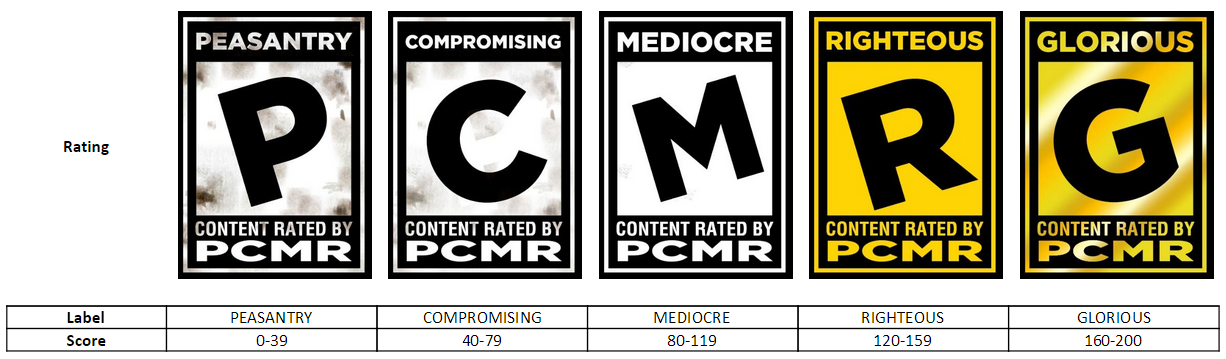 Rating
PEASANTRY
P
CONTENT RATED BY
PCMR
COMPROMISING
C
CONTENT RATED BY
PCMR
MEDIOCRE
M
CONTENT RATED BY
PCMR
RIGHTEOUS
R
CONTENT RATED BY
PCMR
GLORIOUS
G
CONTENT RATED BY
PCMR
Label PEASANTRY COMPROMISING MEDIOCRE RIGHTEOUS GLORIOUS
Score 0-39 40-79 80-119 120-159 160-200